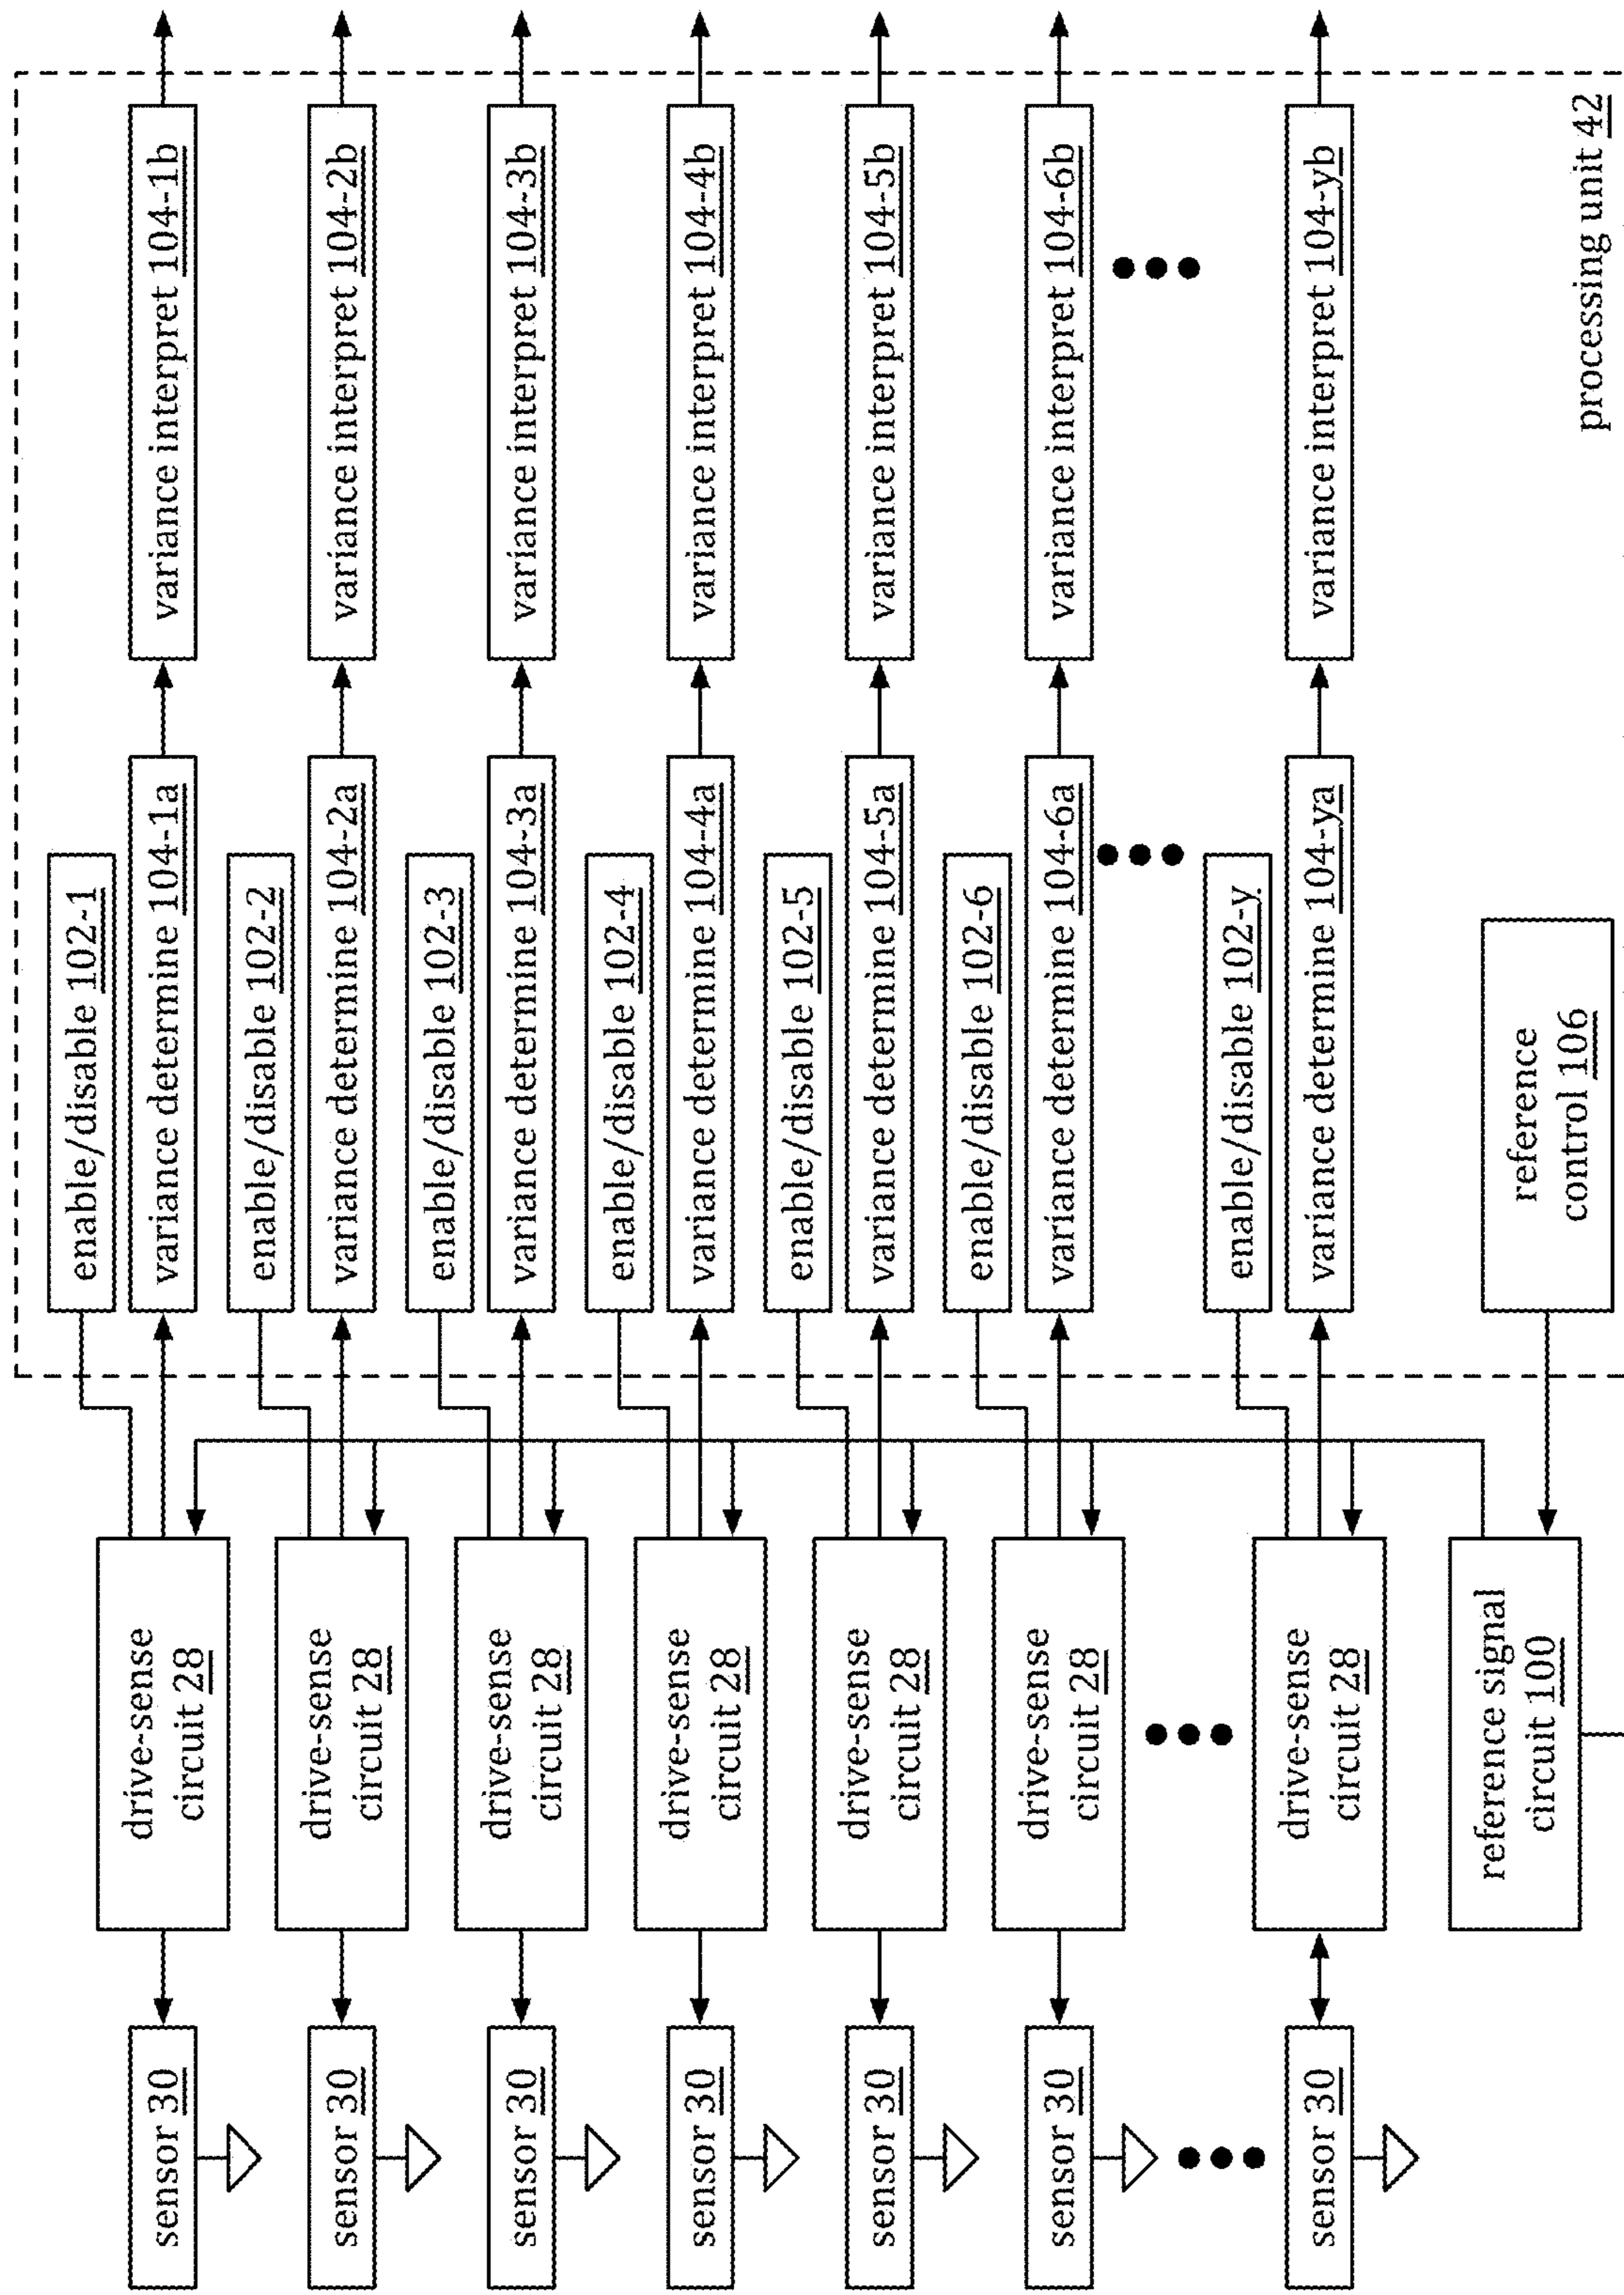 sensor 30
drive-sense
circuit 28
enable/disable 102-1
variance determine 104-1a
variance interpret 104-1b
sensor 30
drive-sense
circuit 28
enable/disable 102-2
variance determine 104-2a
variance interpret 104-2b
sensor 30
drive-sense
circuit 28
enable/disable 102-3
variance determine 104-3a
variance interpret 104-3b
sensor 30
drive-sense
circuit 28
enable/disable 102-4
variance determine 104-4a
variance interpret 104-4b
sensor 30
drive-sense
circuit 28
enable/disable 102-5
variance determine 104-5a
variance interpret 104-5b
sensor 30
drive-sense
circuit 28
enable/disable 102-6
variance determine 104-6a
variance interpret 104-6b
sensor 30
drive-sense
circuit 28
enable/disable 102-y
variance determine 104-ya
variance interpret 104-yb
reference signal
circuit 100
reference
control 106
processing unit 42